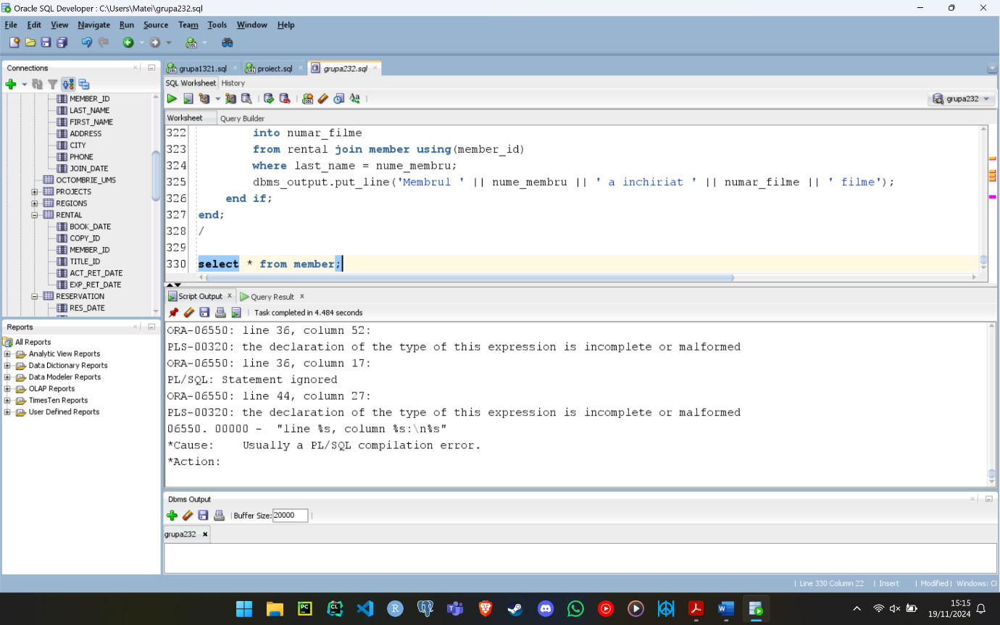 Oracle SQL Developer : C:\Users\Matei\grupa232.sql
File Edit View Navigate Run Source Team Tools Window Help
Connections
MEMBER_ID
LAST_NAME
FIRST_NAME
ADDRESS
CITY
PHONE
JOIN_DATE
OCTOMBRIE_UMS
PROJECTS
REGIONS
RENTAL
BOOK_DATE
COPY_ID
MEMBER_ID
TITLE_ID
ACT_RET_DATE
EXP_RET_DATE
RESERVATION
RES_DATE
Reports
All Reports
Analytic View Reports
Data Dictionary Reports
Data Modeler Reports
OLAP Reports
TimesTen Reports
User Defined Reports
grupa1321.sql proiect.sql grupa232.sql
SQL Worksheet History
grupa232
Worksheet Query Builder
322 into numar_filme
323 from rental join member using(member_id)
324 where last_name = nume_membru;
325 dbms_output.put_line('Membrul ' || nume_membru || ' a inchiriat ' || numar_filme || ' filme');
326 end if;
327 end;
328 /
329
330 select * from member;
Script Output Query Result
Task completed in 4.484 seconds
ORA-06550: line 36, column 52:
PLS-00320: the declaration of the type of this expression is incomplete or malformed
ORA-06550: line 36, column 17:
PL/SQL: Statement ignored
ORA-06550: line 44, column 27:
PLS-00320: the declaration of the type of this expression is incomplete or malformed
06550. 00000 - "line %s, column %s:\n%s"
*Cause: Usually a PL/SQL compilation error.
*Action:
Dbms Output
Buffer Size: 20000
grupa232
Line 330 Column 22 | Insert | Modified | Windows: Cl
15:15
19/11/2024